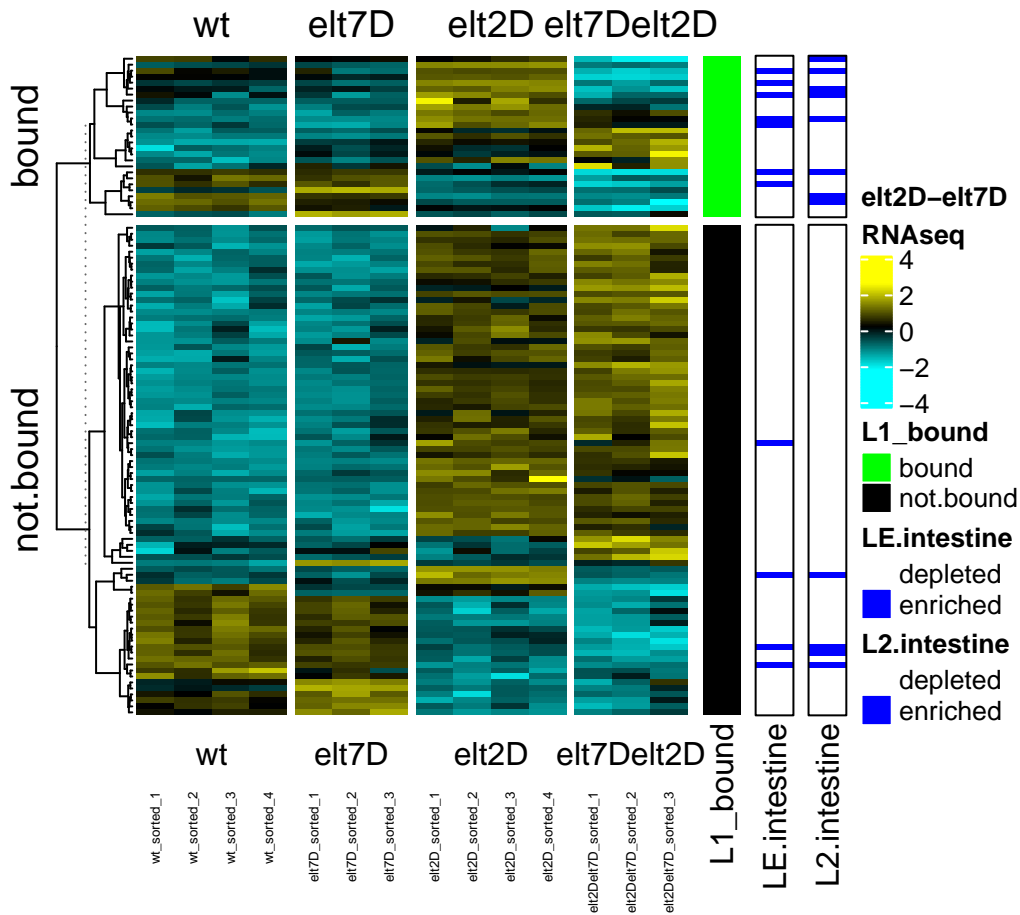 wt elt7D elt2D elt7Delt2D
bound
not.bound
elt2D−elt7D
RNAseq
4
2
0
−2
−4
L1_bound
bound
not.bound
LE.intestine
depleted
enriched
L2.intestine
depleted
enriched
wt elt7D elt2D elt7Delt2D
wt_sorted_1
wt_sorted_2
wt_sorted_3
wt_sorted_4
elt7D_sorted_1
elt7D_sorted_2
elt7D_sorted_3
elt2D_sorted_1
elt2D_sorted_2
elt2D_sorted_3
elt2D_sorted_4
elt2Delt7D_sorted_1
elt2Delt7D_sorted_2
elt2Delt7D_sorted_3
L1_bound
LE.intestine
L2.intestine